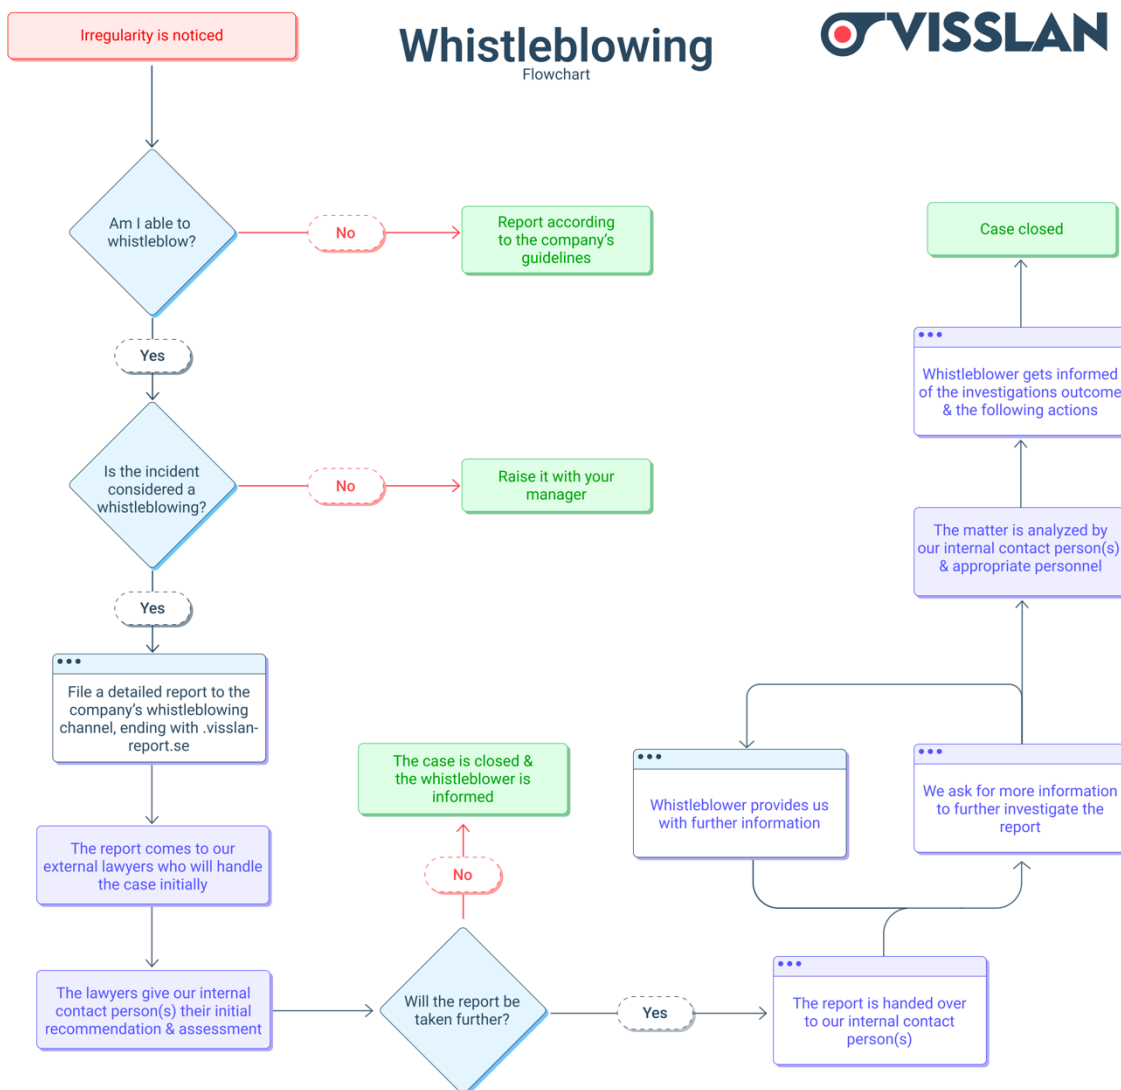 Irregularity is noticed
Whistleblowing
Flowchart
VISSLAN
Am I able to
whistleblow?
No
Report according
to the company's
guidelines
Yes
Is the incident
considered a
whistleblowing?
No
Raise it with your
manager
Yes
File a detailed report to the
company's whistleblowing
channel, ending with .visslan-
report.se
The report comes to our
external lawyers who will handle
the case initially
The lawyers give our internal
contact person(s) their initial
recommendation & assessment
Will the report be
taken further?
No
The case is closed &
the whistleblower is
informed
Yes
The report is handed over
to our internal contact
person(s)
We ask for more information
to further investigate the
report
Whistleblower provides us
with further information
The matter is analyzed by
our internal contact person(s)
& appropriate personnel
Whistleblower gets informed
of the investigations outcome
& the following actions
Case closed